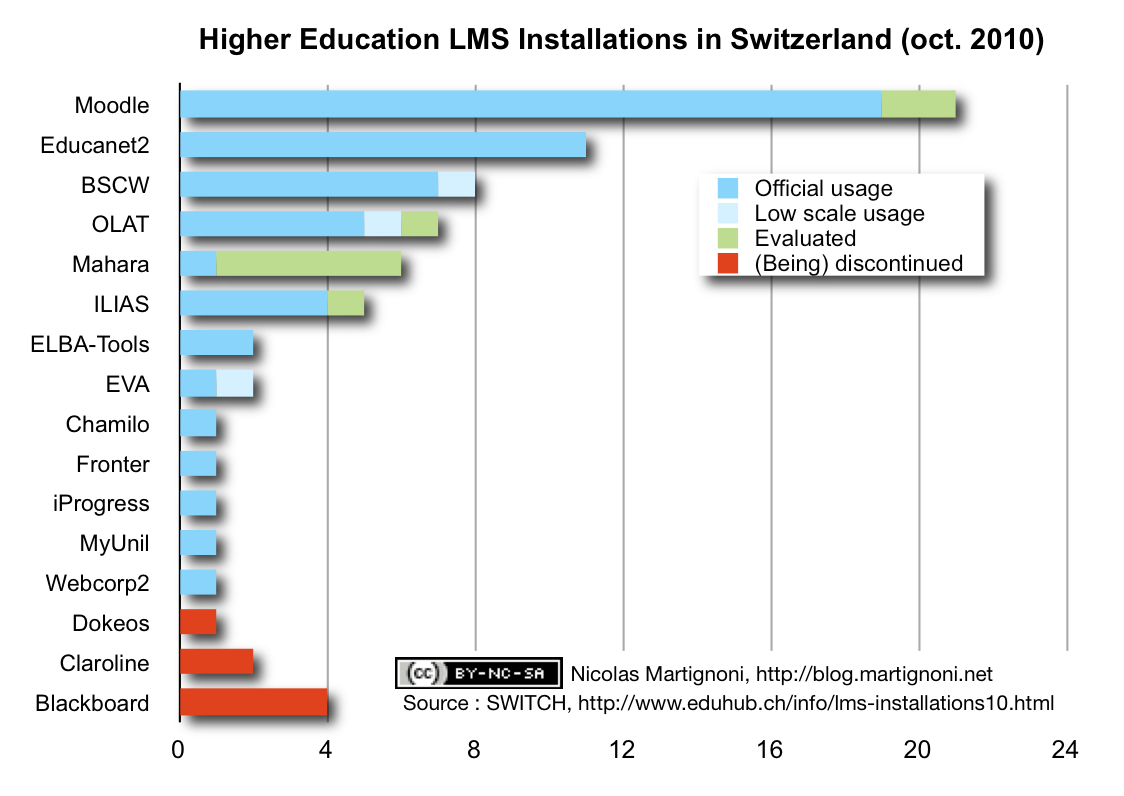 Higher Education LMS Installations in Switzerland (oct. 2010)
Moodle
Educanet2
BSCW
OLAT
Mahara
ILIAS
ELBA-Tools
EVA
Chamilo
Fronter
iProgress
MyUnil
Webcorp2
Dokeos
Claroline
Blackboard
Official usage
Low scale usage
Evaluated
(Being) discontinued
(cc) BY-NC-SA Nicolas Martignoni, http://blog.martignoni.net
Source : SWITCH, http://www.eduhub.ch/info/lms-installations10.html
0 4 8 12 16 20 24